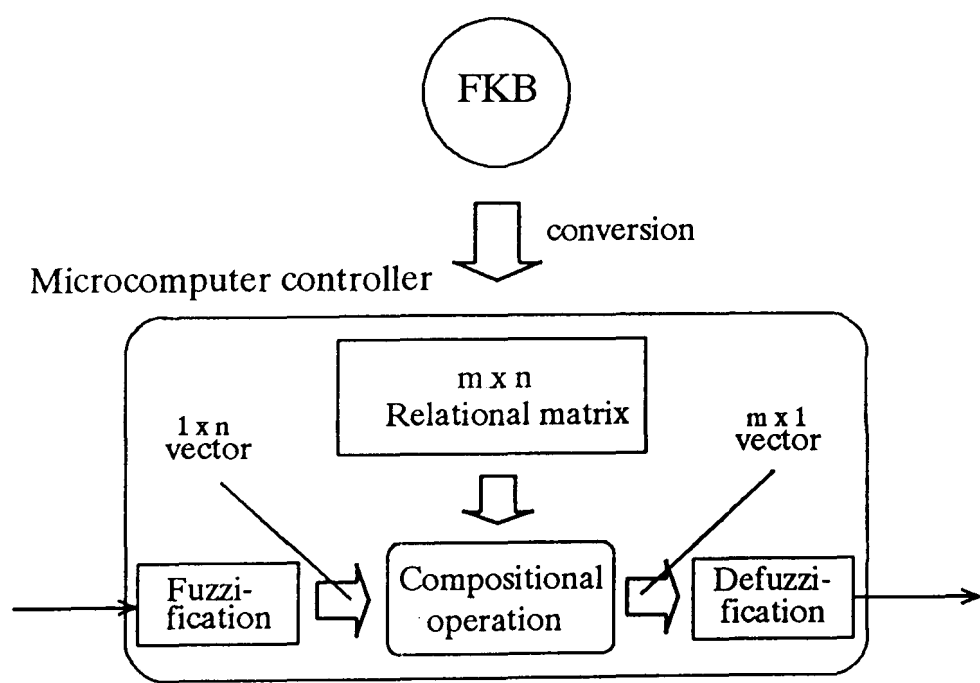 FKB
conversion
Microcomputer controller
m x n
Relational matrix
1 x n
vector
m x 1
vector
Fuzzi-
fication
Compositional
operation
Defuzzi-
fication